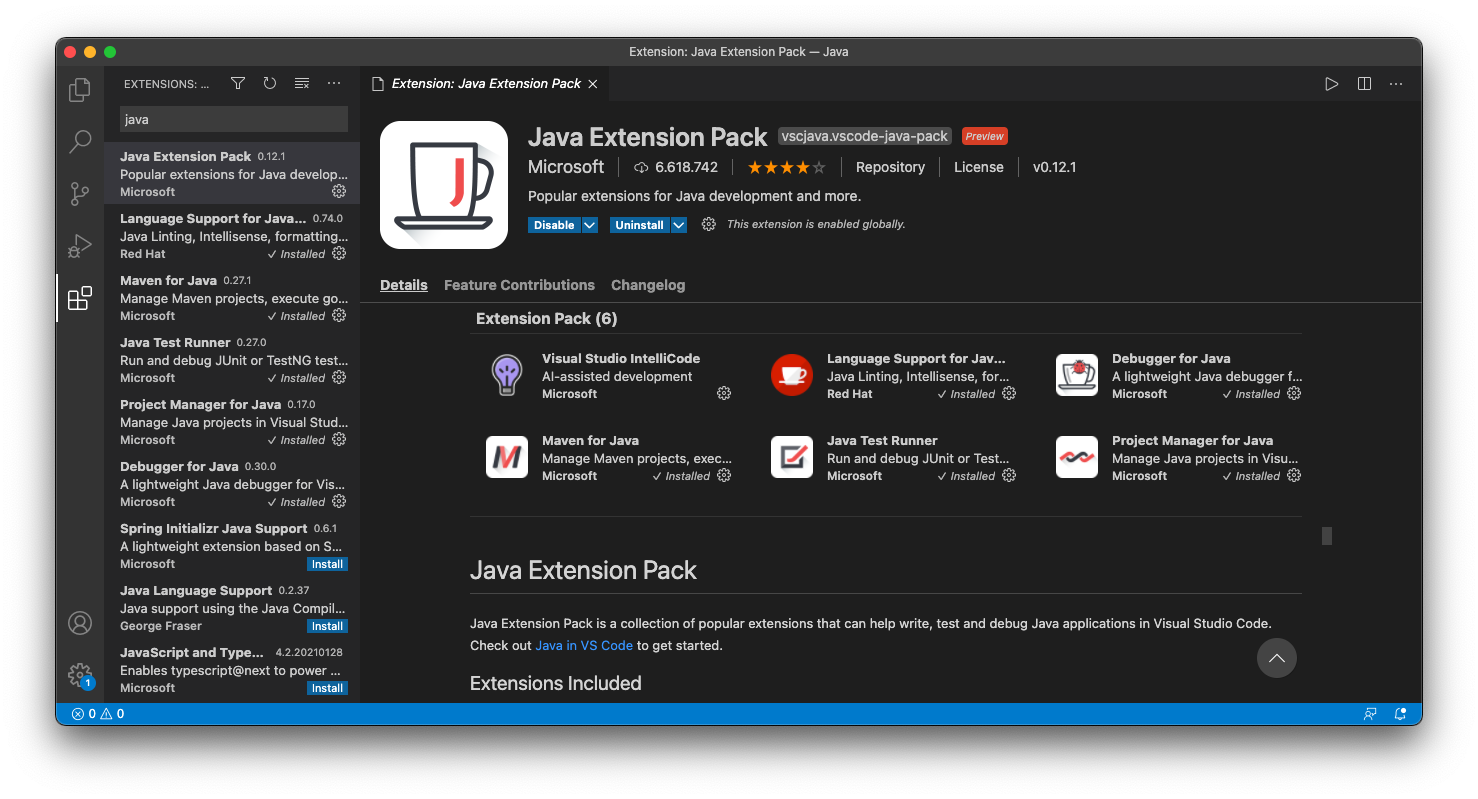 Extension: Java Extension Pack — Java
EXTENSIONS: ...
java
Java Extension Pack 0.12.1
Popular extensions for Java develop...
Microsoft
Language Support for Java... 0.74.0
Java Linting, Intellisense, formatting...
Red Hat ✓ Installed
Maven for Java 0.27.1
Manage Maven projects, execute go...
Microsoft ✓ Installed
Java Test Runner 0.27.0
Run and debug JUnit or TestNG test...
Microsoft ✓ Installed
Project Manager for Java 0.17.0
Manage Java projects in Visual Stud...
Microsoft ✓ Installed
Debugger for Java 0.30.0
A lightweight Java debugger for Vis...
Microsoft ✓ Installed
Spring Initializr Java Support 0.6.1
A lightweight extension based on S...
Microsoft Install
Java Language Support 0.2.37
Java support using the Java Compil...
George Fraser Install
JavaScript and Type... 4.2.20210128
Enables typescript@next to power ...
Microsoft Install
1
Extension: Java Extension Pack
J
Java Extension Pack vscjava.vscode-java-pack Preview
Microsoft 6.618.742 Repository License v0.12.1
Popular extensions for Java development and more.
Disable Uninstall This extension is enabled globally.
Details Feature Contributions Changelog
Extension Pack (6)
Visual Studio IntelliCode
AI-assisted development
Microsoft
Language Support for Jav...
Java Linting, Intellisense, for...
Red Hat ✓ Installed
Debugger for Java
A lightweight Java debugger f...
Microsoft ✓ Installed
M
Maven for Java
Manage Maven projects, exec...
Microsoft ✓ Installed
Java Test Runner
Run and debug JUnit or Test...
Microsoft ✓ Installed
Project Manager for Java
Manage Java projects in Visu...
Microsoft ✓ Installed
Java Extension Pack
Java Extension Pack is a collection of popular extensions that can help write, test and debug Java applications in Visual Studio Code.
Check out Java in VS Code to get started.
Extensions Included
0 0